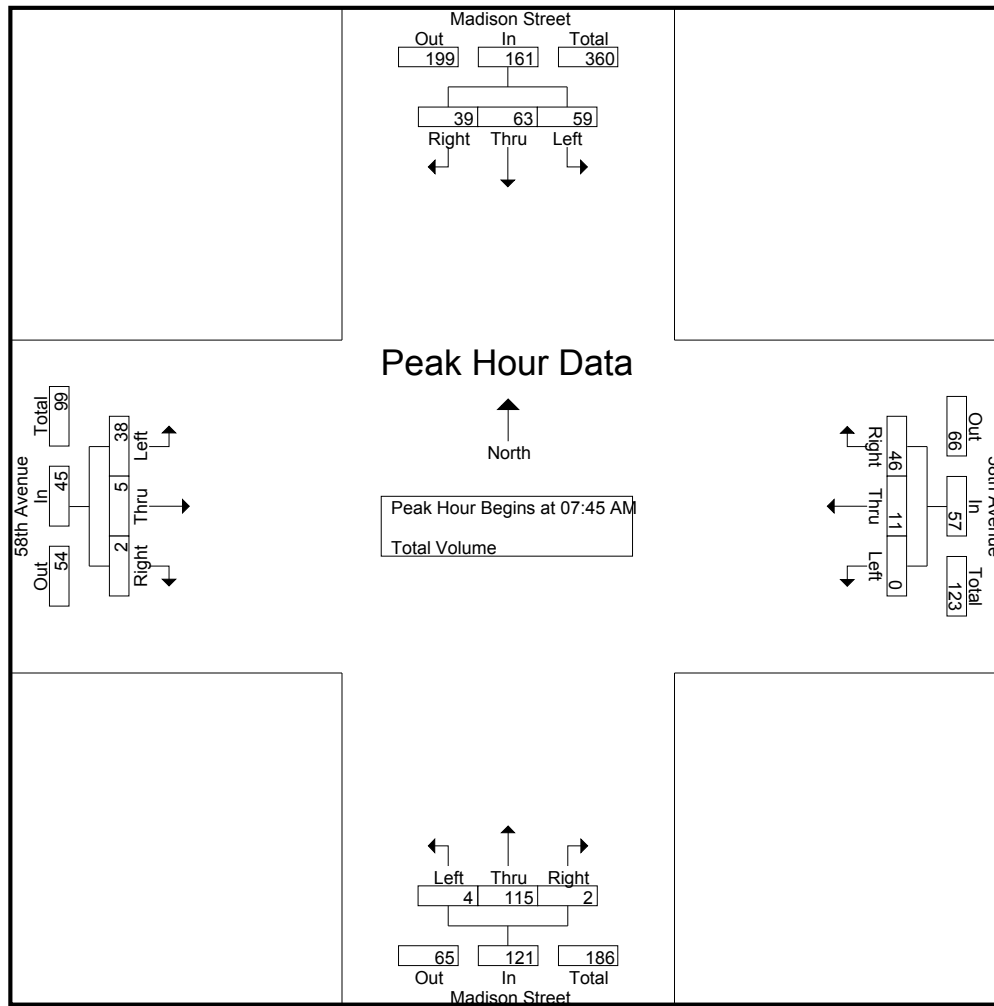 Madison Street
Out In Total
199 161 360
39 63 59
Right Thru Left
Peak Hour Data
North
Peak Hour Begins at 07:45 AM
Total Volume
58th Avenue
Out In Total
54 45 99
38 5 2
Left Thru Right
Out In Total
66 57 123
Right Thru Left
46 11 0
Left Thru Right
4 115 2
65 121 186
Out In Total
Madison Street